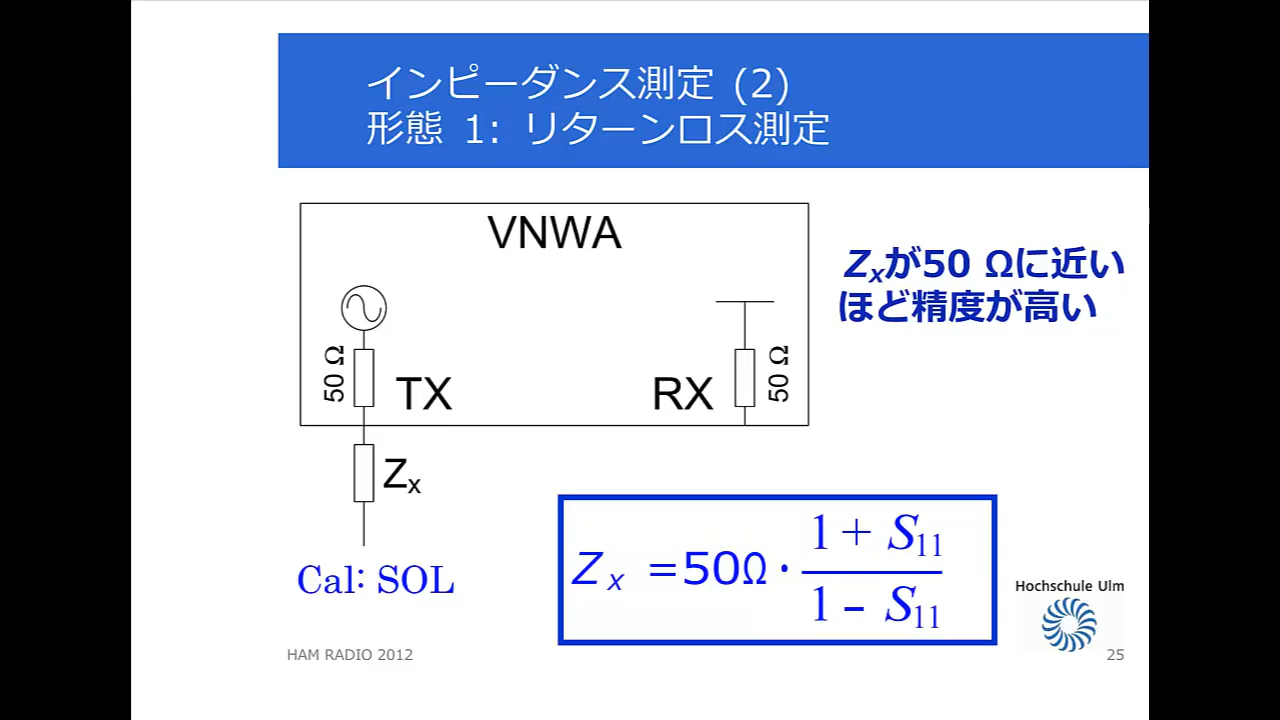 インピーダンス測定 (2)
形態 1: リターンロス測定
VNWA
Zxが50 Ωに近い
ほど精度が高い
50 Ω
TX
RX
50 Ω
Zx
Cal: SOL
Zx = 50Ω · (1 + S11) / (1 – S11)
Hochschule Ulm
HAM RADIO 2012
25